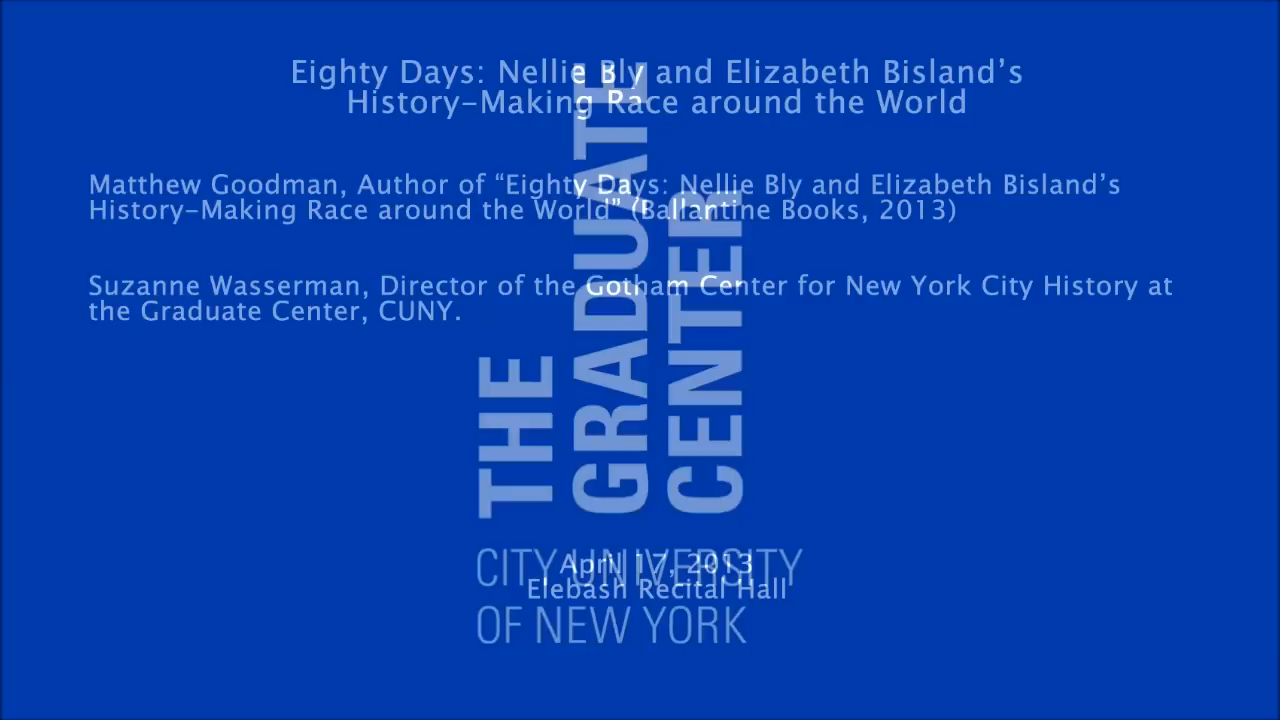 Eighty Days: Nellie Bly and Elizabeth Bisland’s
History-Making Race around the World
Matthew Goodman, Author of “Eighty Days: Nellie Bly and Elizabeth Bisland’s
History-Making Race around the World” (Ballantine Books, 2013)
Suzanne Wasserman, Director of the Gotham Center for New York City History at
the Graduate Center, CUNY.
THE
GRADUATE
CENTER
CITY UNIVERSITY
OF NEW YORK
April 17, 2013
Elebash Recital Hall